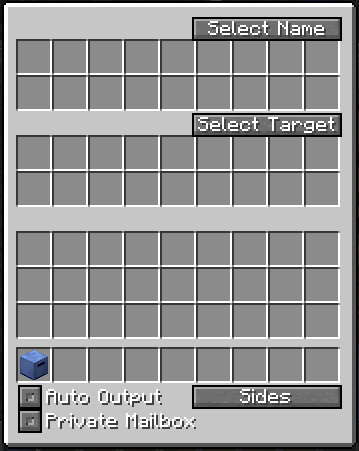 Select Name
Select Target
Auto Output
Sides
Private Mailbox